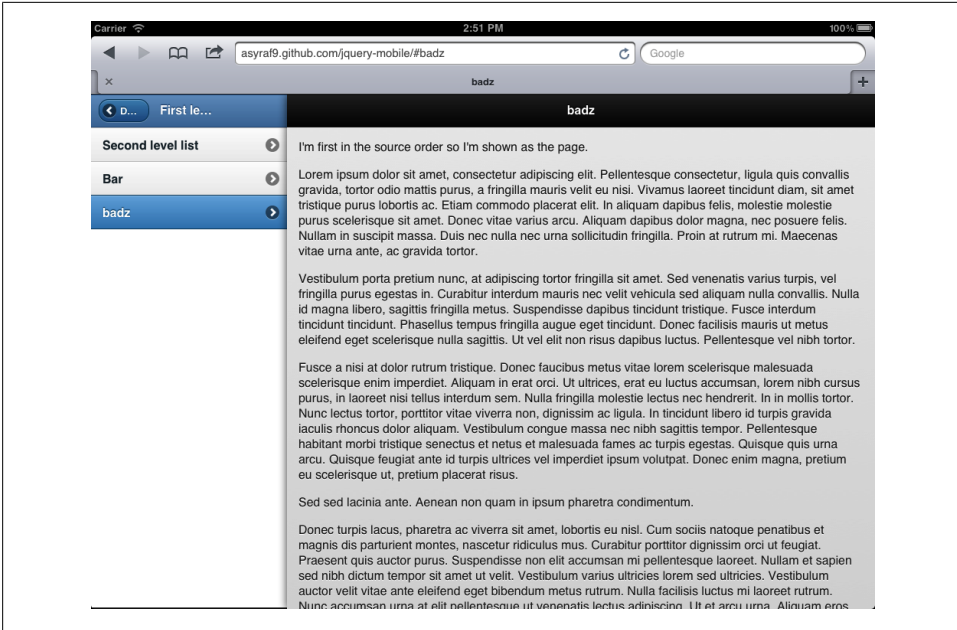 Carrier
2:51 PM
100%
asyraf9.github.com/jquery-mobile/#badz
Google
badz
D...
First le...
badz
Second level list
Bar
badz
I'm first in the source order so I'm shown as the page.
Lorem ipsum dolor sit amet, consectetur adipiscing elit. Pellentesque consectetur, ligula quis convallis
gravida, tortor odio mattis purus, a fringilla mauris velit eu nisi. Vivamus laoreet tincidunt diam, sit amet
tristique purus lobortis ac. Etiam commodo placerat elit. In aliquam dapibus felis, molestie molestie
purus scelerisque sit amet. Donec vitae varius arcu. Aliquam dapibus dolor magna, nec posuere felis.
Nullam in suscipit massa. Duis nec nulla nec urna sollicitudin fringilla. Proin at rutrum mi. Maecenas
vitae urna ante, ac gravida tortor.
Vestibulum porta pretium nunc, at adipiscing tortor fringilla sit amet. Sed venenatis varius turpis, vel
fringilla purus egestas in. Curabitur interdum mauris nec velit vehicula sed aliquam nulla convallis. Nulla
id magna libero, sagittis fringilla metus. Suspendisse dapibus tincidunt tristique. Fusce interdum
tincidunt tincidunt. Phasellus tempus fringilla augue eget tincidunt. Donec facilisis mauris ut metus
eleifend eget scelerisque nulla sagittis. Ut vel elit non risus dapibus luctus. Pellentesque vel nibh tortor.
Fusce a nisi at dolor rutrum tristique. Donec faucibus metus vitae lorem scelerisque malesuada
scelerisque enim imperdiet. Aliquam in erat orci. Ut ultrices, erat eu luctus accumsan, lorem nibh cursus
purus, in laoreet nisi tellus interdum sem. Nulla fringilla molestie lectus nec hendrerit. In in mollis tortor.
Nunc lectus tortor, porttitor vitae viverra non, dignissim ac ligula. In tincidunt libero id turpis gravida
iaculis rhoncus dolor aliquam. Vestibulum congue massa nec nibh sagittis tempor. Pellentesque
habitant morbi tristique senectus et netus et malesuada fames ac turpis egestas. Quisque quis urna
arcu. Quisque feugiat ante id turpis ultrices vel imperdiet ipsum volutpat. Donec enim magna, pretium
eu scelerisque ut, pretium placerat risus.
Sed sed lacinia ante. Aenean non quam in ipsum pharetra condimentum.
Donec turpis lacus, pharetra ac viverra sit amet, lobortis eu nisl. Cum sociis natoque penatibus et
magnis dis parturient montes, nascetur ridiculus mus. Curabitur porttitor dignissim orci ut feugiat.
Praesent quis auctor purus. Suspendisse non elit accumsan mi pellentesque laoreet. Nullam et sapien
sed nibh dictum tempor sit amet ut velit. Vestibulum varius ultricies lorem sed ultricies. Vestibulum
auctor velit vitae ante eleifend eget bibendum metus rutrum. Nulla facilisis luctus mi laoreet rutrum.
Nunc accumsan urna at elit pellentesque ut venenatis lectus adipiscing. Ut et arcu urna. Aliquam eros